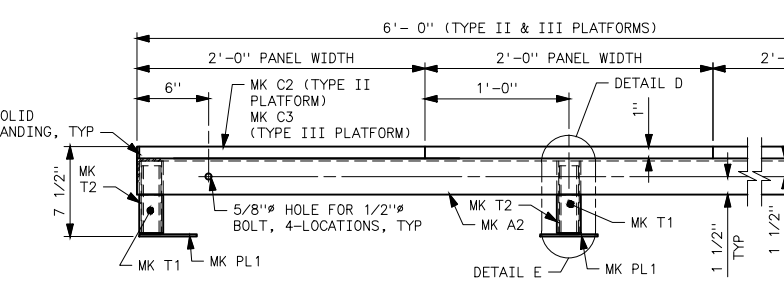 6'- 0" (TYPE II & III PLATFORMS)
2'-0" PANEL WIDTH
2'-0" PANEL WIDTH
2'-
6"
MK C2 (TYPE II
PLATFORM)
MK C3
(TYPE III PLATFORM)
1'-0"
DETAIL D
1"
OLID
ANDING, TYP
MK
T2
7 1/2"
5/8"ø HOLE FOR 1/2"ø
BOLT, 4-LOCATIONS, TYP
MK T2
MK A2
MK T1
MK T1
MK PL1
DETAIL E
MK PL1
1 1/2"
TYP
1 1/2"